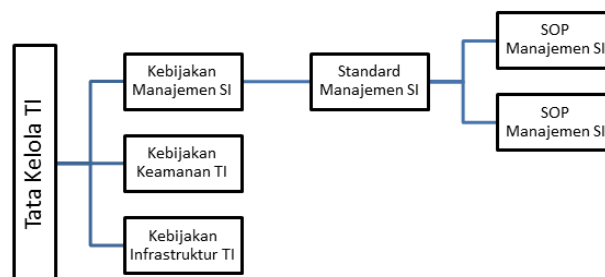 Tata Kelola TI
Kebijakan
Manajemen SI
Kebijakan
Keamanan TI
Kebijakan
Infrastruktur TI
Standard
Manajemen SI
SOP
Manajemen SI
SOP
Manajemen SI